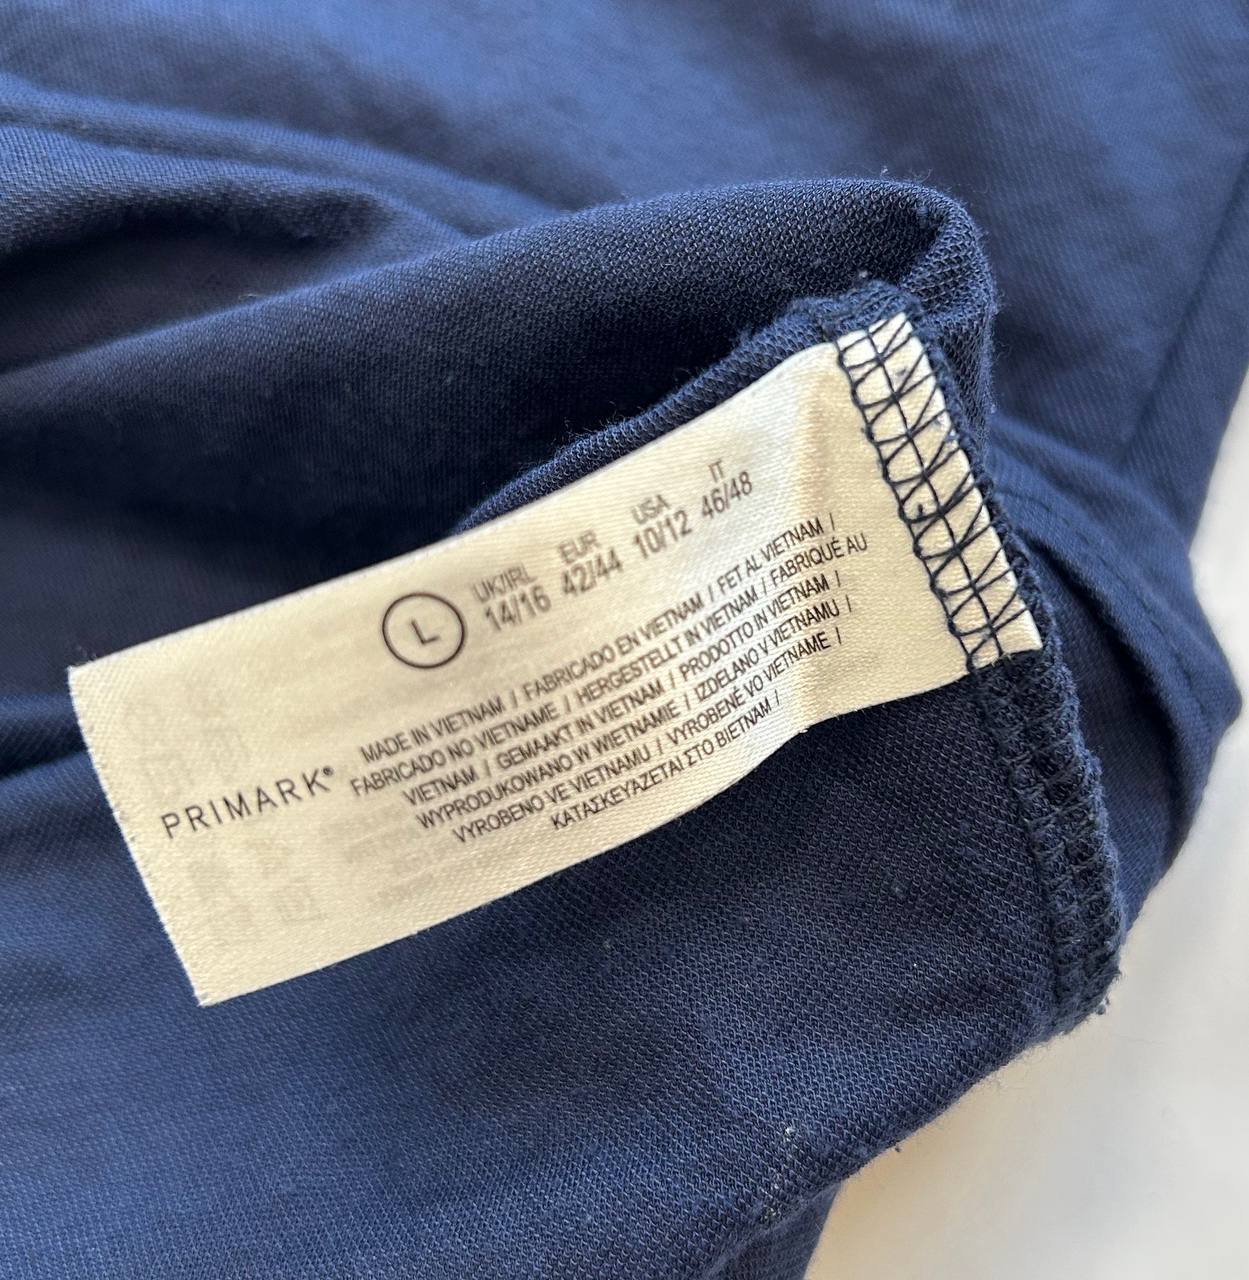 L
UK/IRL EUR USA IT
14/16 42/44 10/12 46/48
MADE IN VIETNAM / FABRICADO EN VIETNAM / FET AL VIETNAM /
FABRICADO NO VIETNAME / HERGESTELLT IN VIETNAM / FABRIQUÉ AU
VIETNAM / GEMAAKT IN VIETNAM / PRODOTTO IN VIETNAM /
WYPRODUKOWANO W WIETNAMIE / IZDELANO V VIETNAMU /
VYROBENO VE VIETNAMU / VYROBENÉ VO VIETNAME /
ΚΑΤΑΣΚΕΥΆΖΕΤΑΙ ΣΤΟ ΒΙΕΤΝΑΜ /
PRIMARK®